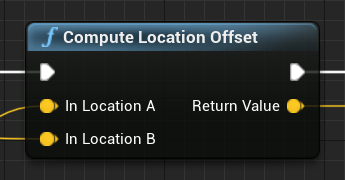 Compute Location Offset
In Location A
Return Value
In Location B